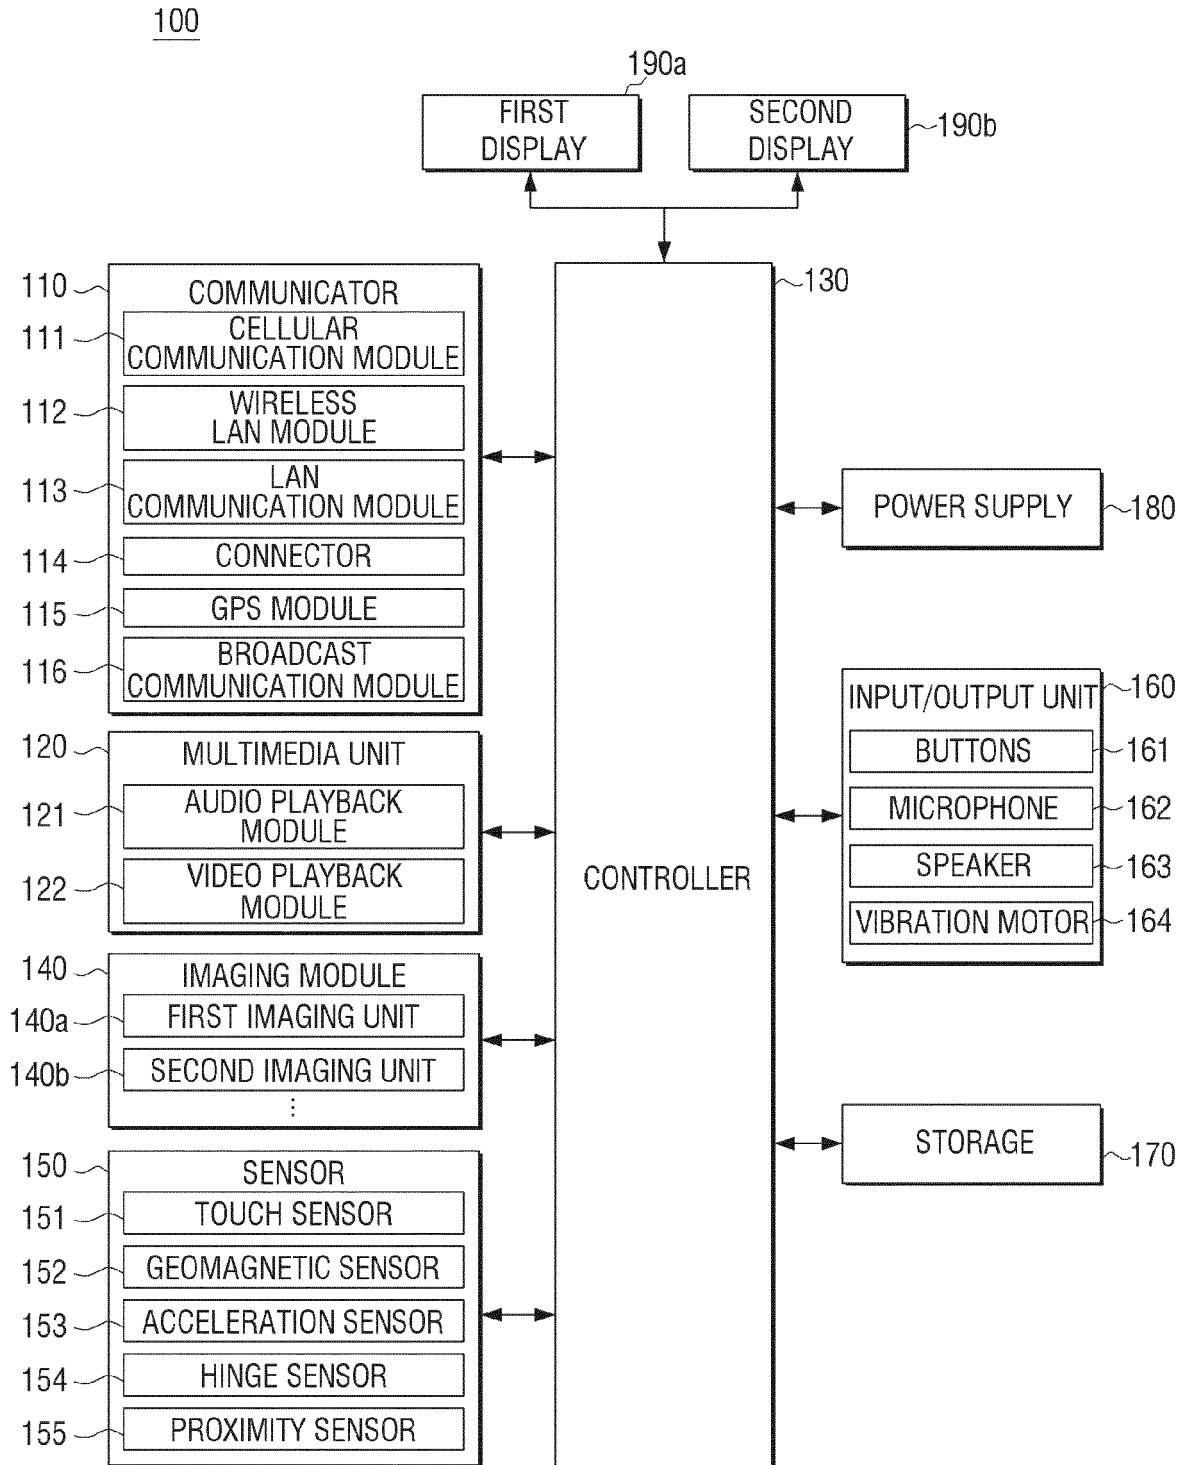 100
190a
FIRST
DISPLAY
SECOND
DISPLAY
190b
110
COMMUNICATOR
111
CELLULAR
COMMUNICATION MODULE
112
WIRELESS
LAN MODULE
113
LAN
COMMUNICATION MODULE
114
CONNECTOR
115
GPS MODULE
116
BROADCAST
COMMUNICATION MODULE
120
MULTIMEDIA UNIT
121
AUDIO PLAYBACK
MODULE
122
VIDEO PLAYBACK
MODULE
140
IMAGING MODULE
140a
FIRST IMAGING UNIT
140b
SECOND IMAGING UNIT
⋮
150
SENSOR
151
TOUCH SENSOR
152
GEOMAGNETIC SENSOR
153
ACCELERATION SENSOR
154
HINGE SENSOR
155
PROXIMITY SENSOR
130
CONTROLLER
POWER SUPPLY
180
INPUT/OUTPUT UNIT
160
BUTTONS
161
MICROPHONE
162
SPEAKER
163
VIBRATION MOTOR
164
STORAGE
170